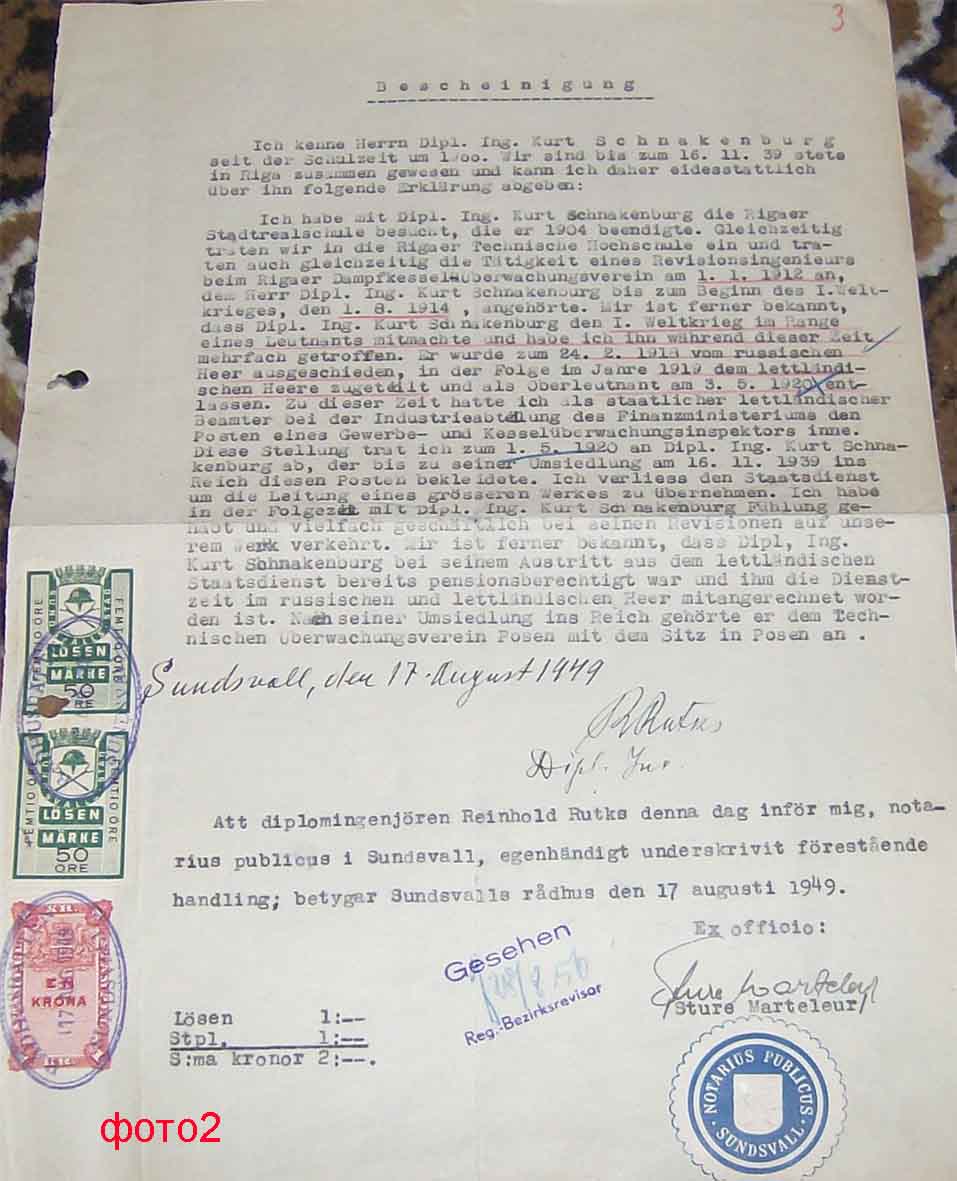 3
Bescheinigung
Ich kenne Herrn Dipl. Ing. Kurt Schnakenburg
seit der Schulzeit um 1900. Wir sind bis zum 16. 11. 39 stets
in Riga zusammen gewesen und kann ich daher eidesstattlich
über ihn folgende Erklärung abgeben:
Ich habe mit Dipl. Ing. Kurt Schnakenburg die Rigaer
Stadtrealschule besucht, die er 1904 beendigte. Gleichzeitig
traten wir in die Rigaer Technische Hochschule ein und tra-
ten auch gleichzeitig die Tätigkeit eines Revisionsingenieurs
beim Rigaer Dampfkessel-Überwachungsverein am 1. 1. 1912 an,
dem Herr Dipl. Ing. Kurt Schnakenburg bis zum Beginn des I.Welt-
krieges, den 1. 8. 1914 , angehörte. Mir ist ferner bekannt,
dass Dipl. Ing. Kurt Schnakenburg den I. Weltkrieg im Range
eines Leutnants mitmachte und habe ich ihn während dieser Zeit
mehrfach getroffen. Er wurde zum 24. 2. 1918 vom russischen
Heer ausgeschieden, in der Folge im Jahre 1919 dem lettländi-
schen Heere zugeteilt und als Oberleutnant am 3. 5. 1920 ent-
lassen. Zu dieser Zeit hatte ich als staatlicher lettländischer
Beamter bei der Industrieabteilung des Finanzministeriums den
Posten eines Gewerbe- und Kesselüberwachungsinspektors inne.
Diese Stellung trat ich zum 1. 5. 1920 an Dipl. Ing. Kurt Schna-
kenburg ab, der bis zu seiner Umsiedlung am 16. 11. 1939 ins
Reich diesen Posten bekleidete. Ich verliess den Staatsdienst
um die Leitung eines grösseren Werkes zu übernehmen. Ich habe
in der Folgezeit mit Dipl. Ing. Kurt Schnakenburg Fühlung ge-
habt und vielfach geschäftlich bei seinen Revisionen auf unse-
rem Werk verkehrt. Mir ist ferner bekannt, dass Dipl, Ing.
Kurt Schnakenburg bei seinem Austritt aus dem lettländischen
Staatsdienst bereits pensionsberechtigt war und ihm die Dienst-
zeit im russischen und lettländischen Heer mitangerechnet wor-
den ist. Nach seiner Umsiedlung ins Reich gehörte er dem Tech-
nischen Überwachungsverein Posen mit dem Sitz in Posen an .
Sundsvall, den 17. August 1949
R Rutks
Dipl. Ing.
Att diplomingenjören Reinhold Rutks denna dag inför mig, nota-
rius publicus i Sundsvall, egenhändigt underskrivit förestående
handling; betygar Sundsvalls rådhus den 17 augusti 1949.
Ex officio:
Sture Marteleur
Sture Marteleur
Gesehen
Reg.-Bezirksrevisor
Lösen 1:--
Stpl. 1:--
S:ma kronor 2:--.
FEMTIO ÖRE
LÖSEN
MÄRKE
50
ÖRE
FEMTIO ÖRE
LÖSEN
MÄRKE
50
ÖRE
EN
KRONA
NOTARIUS PUBLICUS
SUNDSVALL
фото2